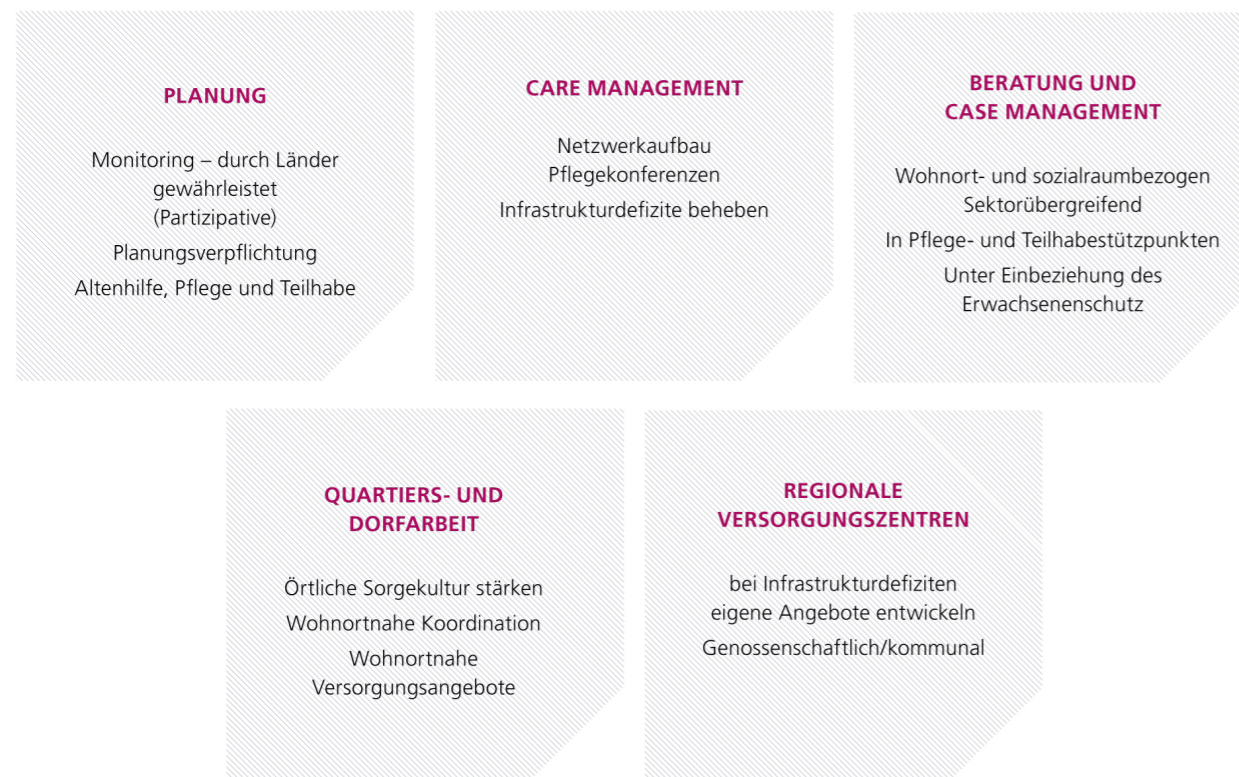 PLANUNG
Monitoring – durch Länder
gewährleistet
(Partizipative)
Planungsverpflichtung
Altenhilfe, Pflege und Teilhabe
CARE MANAGEMENT
Netzwerkaufbau
Pflegekonferenzen
Infrastrukturdefizite beheben
BERATUNG UND
CASE MANAGEMENT
Wohnort- und sozialraumbezogen
Sektorübergreifend
In Pflege- und Teilhabestützpunkten
Unter Einbeziehung des
Erwachsenenschutz
QUARTIERS- UND
DORFARBEIT
Örtliche Sorgekultur stärken
Wohnortnahe Koordination
Wohnortnahe
Versorgungsangebote
REGIONALE
VERSORGUNGSZENTREN
bei Infrastrukturdefiziten
eigene Angebote entwickeln
Genossenschaftlich/kommunal